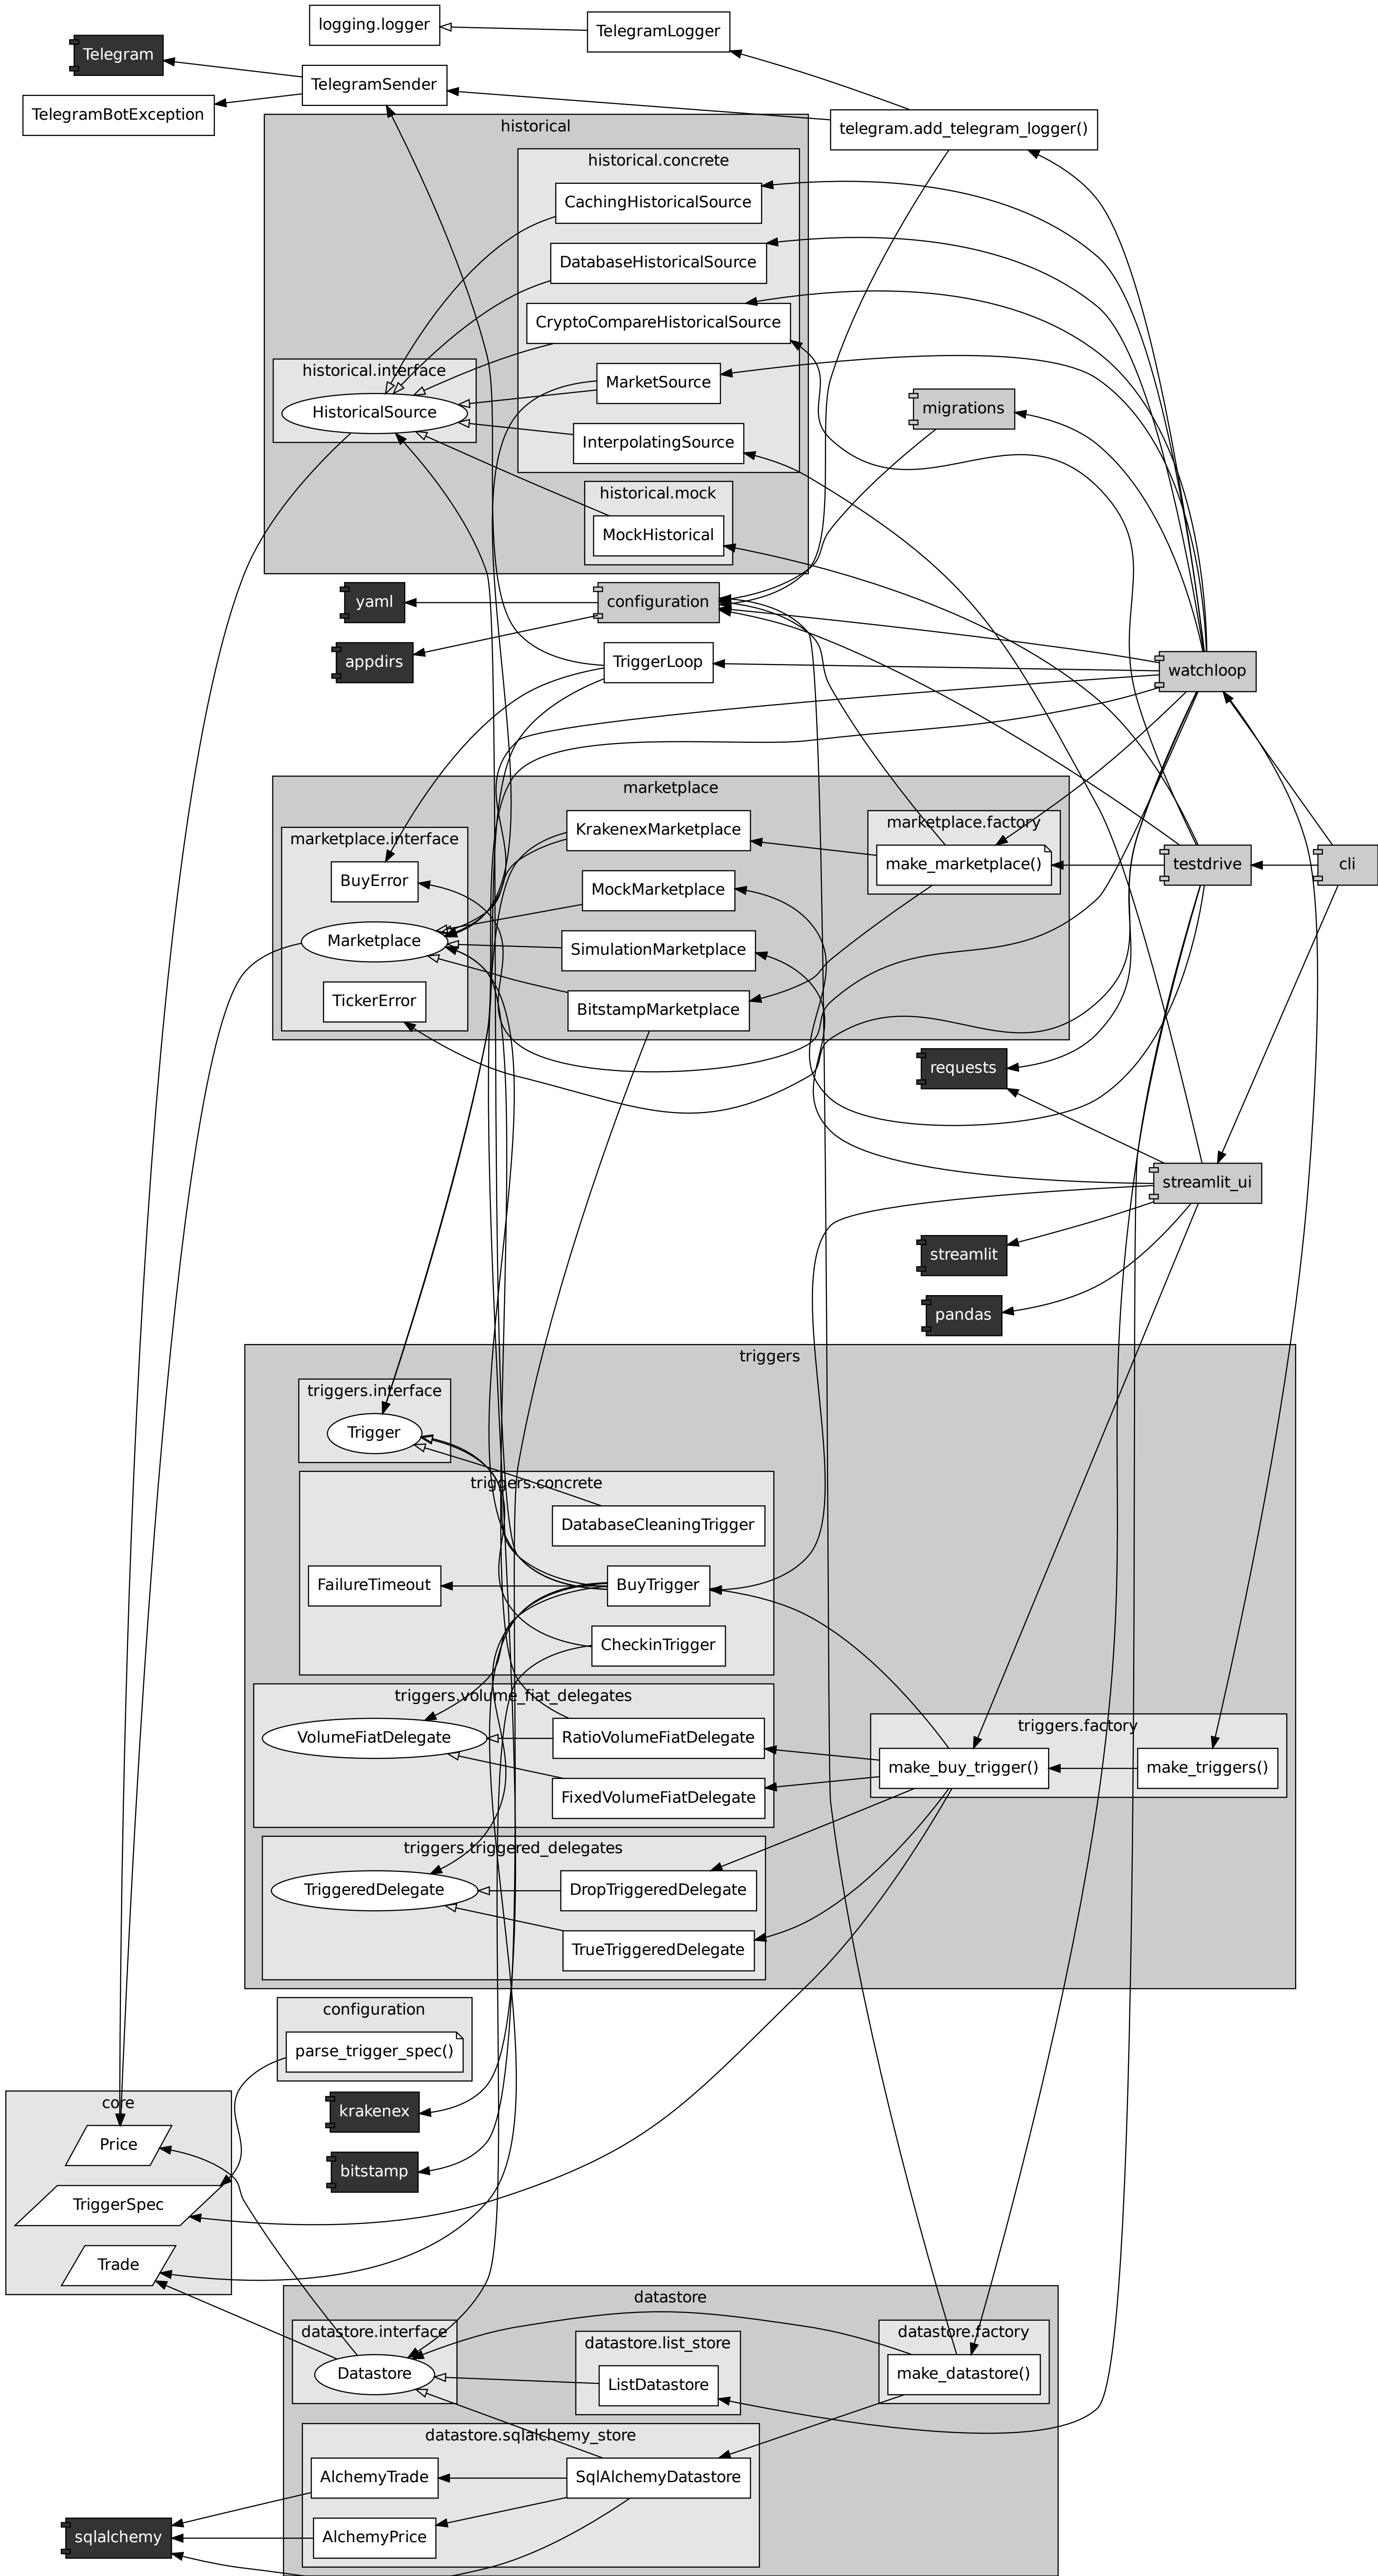 logging.logger
TelegramLogger
Telegram
TelegramSender
TelegramBotException
telegram.add_telegram_logger()
historical
historical.concrete
CachingHistoricalSource
DatabaseHistoricalSource
CryptoCompareHistoricalSource
historical.interface
MarketSource
HistoricalSource
migrations
InterpolatingSource
historical.mock
MockHistorical
yaml
configuration
appdirs
TriggerLoop
watchloop
marketplace
marketplace.interface
KrakenexMarketplace
marketplace.factory
BuyError
MockMarketplace
make_marketplace()
testdrive
cli
Marketplace
SimulationMarketplace
TickerError
BitstampMarketplace
requests
streamlit_ui
streamlit
pandas
triggers
triggers.interface
Trigger
triggers.concrete
DatabaseCleaningTrigger
FailureTimeout
BuyTrigger
CheckinTrigger
triggers.volume_fiat_delegates
VolumeFiatDelegate
RatioVolumeFiatDelegate
triggers.factory
make_buy_trigger()
make_triggers()
FixedVolumeFiatDelegate
triggers.triggered_delegates
TriggeredDelegate
DropTriggeredDelegate
TrueTriggeredDelegate
configuration
parse_trigger_spec()
core
krakenex
Price
bitstamp
TriggerSpec
Trade
datastore
datastore.interface
datastore.list_store
datastore.factory
Datastore
ListDatastore
make_datastore()
datastore.sqlalchemy_store
AlchemyTrade
SqlAlchemyDatastore
sqlalchemy
AlchemyPrice